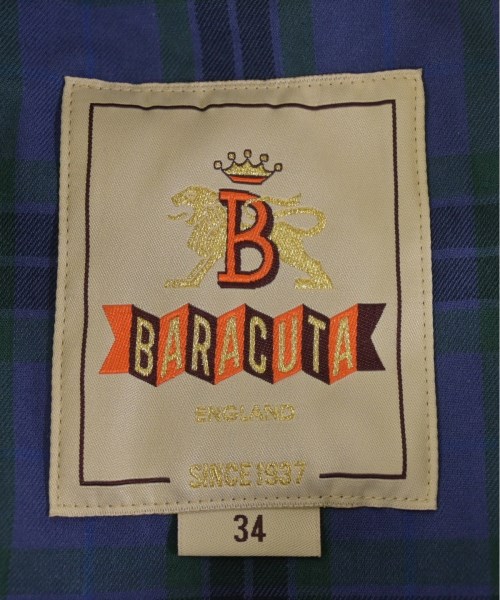 B
BARACUTA
ENGLAND
SINCE 1937
34